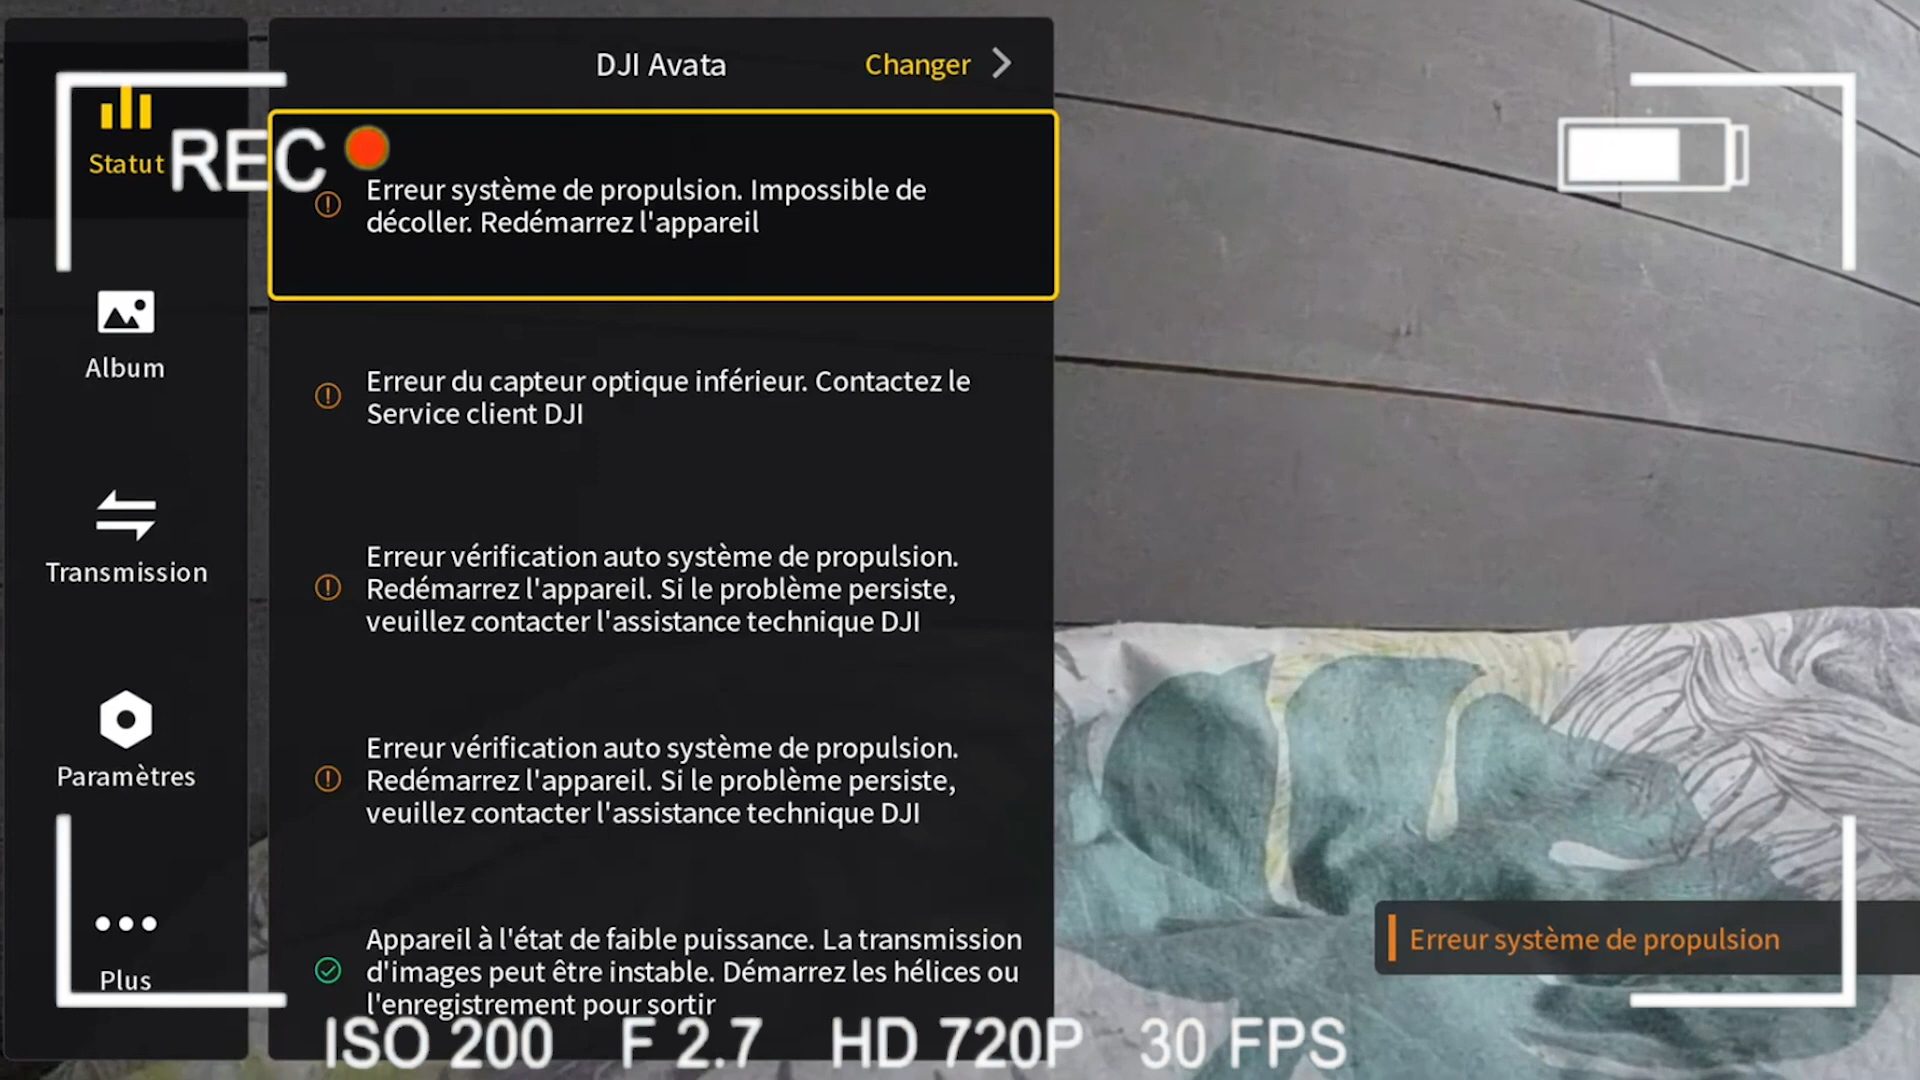 DJI Avata
Changer
Statut
REC
Erreur système de propulsion. Impossible de
décoller. Redémarrez l'appareil
Album
Erreur du capteur optique inférieur. Contactez le
Service client DJI
Transmission
Erreur vérification auto système de propulsion.
Redémarrez l'appareil. Si le problème persiste,
veuillez contacter l'assistance technique DJI
Paramètres
Erreur vérification auto système de propulsion.
Redémarrez l'appareil. Si le problème persiste,
veuillez contacter l'assistance technique DJI
Plus
Appareil à l'état de faible puissance. La transmission
d'images peut être instable. Démarrez les hélices ou
l'enregistrement pour sortir
Erreur système de propulsion
ISO 200 F 2.7 HD 720P 30 FPS